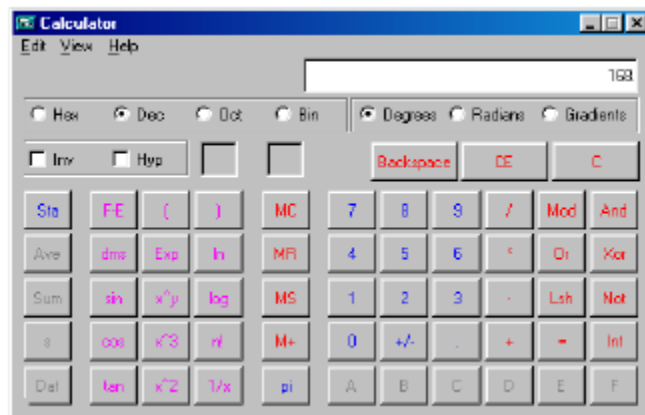 Calculator
Edit View Help
168.
Hex Dec Oct Bin Degrees Radians Gradients
Inv Hyp Backspace CE C
Sta F-E ( ) MC 7 8 9 / Mod And
Ave dms Exp ln MR 4 5 6 * Or Xor
Sum sin x^y log MS 1 2 3 - Lsh Not
s cos x^3 n! M+ 0 +/- . + = Int
Dat tan x^2 1/x pi A B C D E F